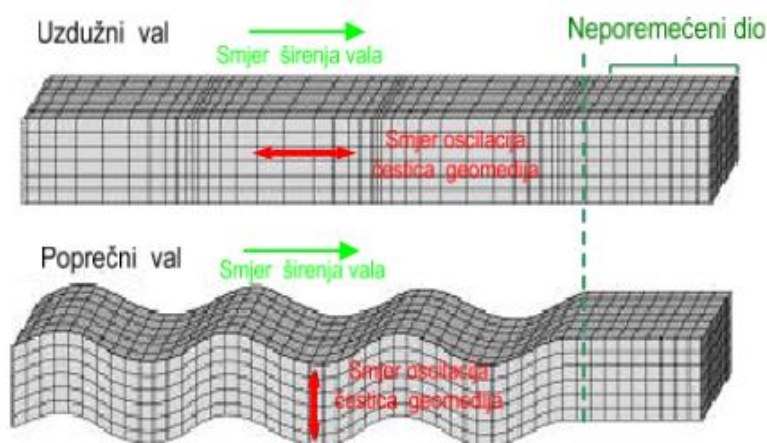 Uzdužni val
Smjer širenja vala
Neporemećeni dio
Smjer oscilacija
čestica geomedija
Poprečni val
Smjer širenja vala
Smjer oscilacija
čestica geomedija